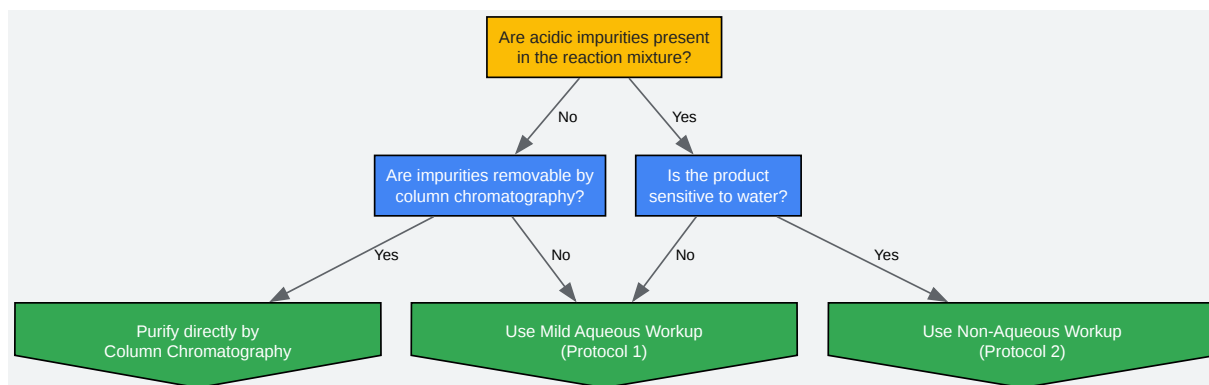 Are acidic impurities present
in the reaction mixture?
No
Yes
Are impurities removable by
column chromatography?
Is the product
sensitive to water?
Yes
No
No
Yes
Purify directly by
Column Chromatography
Use Mild Aqueous Workup
(Protocol 1)
Use Non-Aqueous Workup
(Protocol 2)